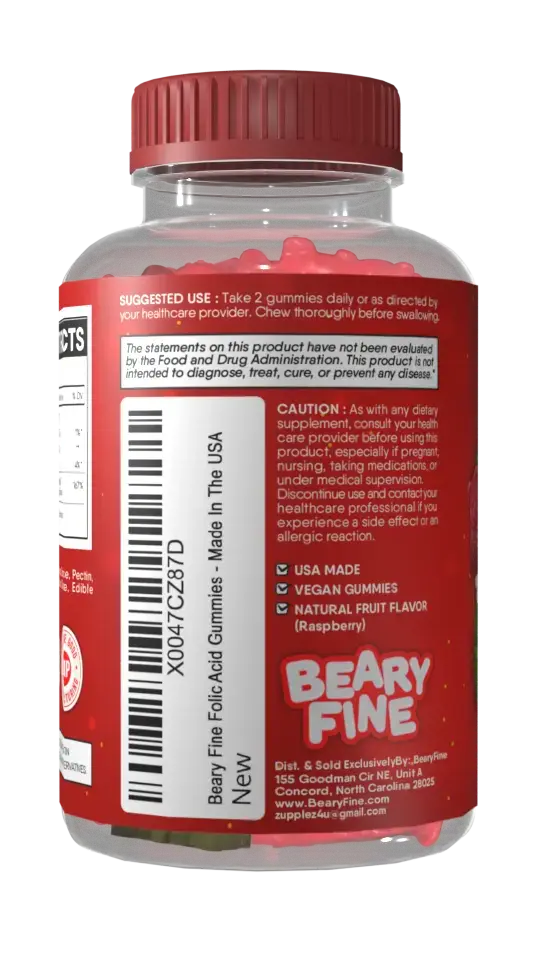 SUGGESTED USE : Take 2 gummies daily or as directed by
your healthcare provider. Chew thoroughly before swallowing.
The statements on this product have not been evaluated
by the Food and Drug Administration. This product is not
intended to diagnose, treat, cure, or prevent any disease.*
CTS
% DV
167%
Pectin,
Edible
X0047CZ87D
Beary Fine Folic Acid Gummies - Made In The USA
New
CAUTION : As with any dietary
supplement, consult your health
care provider before using this
product, especially if pregnant,
nursing, taking medications, or
under medical supervision.
Discontinue use and contact your
healthcare professional if you
experience a side effect or an
allergic reaction.
USA MADE
VEGAN GUMMIES
NATURAL FRUIT FLAVOR
(Raspberry)
BEARY
FINE
Dist. & Sold ExclusivelyBy:,BearyFine
155 Goodman Cir NE, Unit A
Concord, North Carolina 28025
www.BearyFine.com
zupplez4u@gmail.com